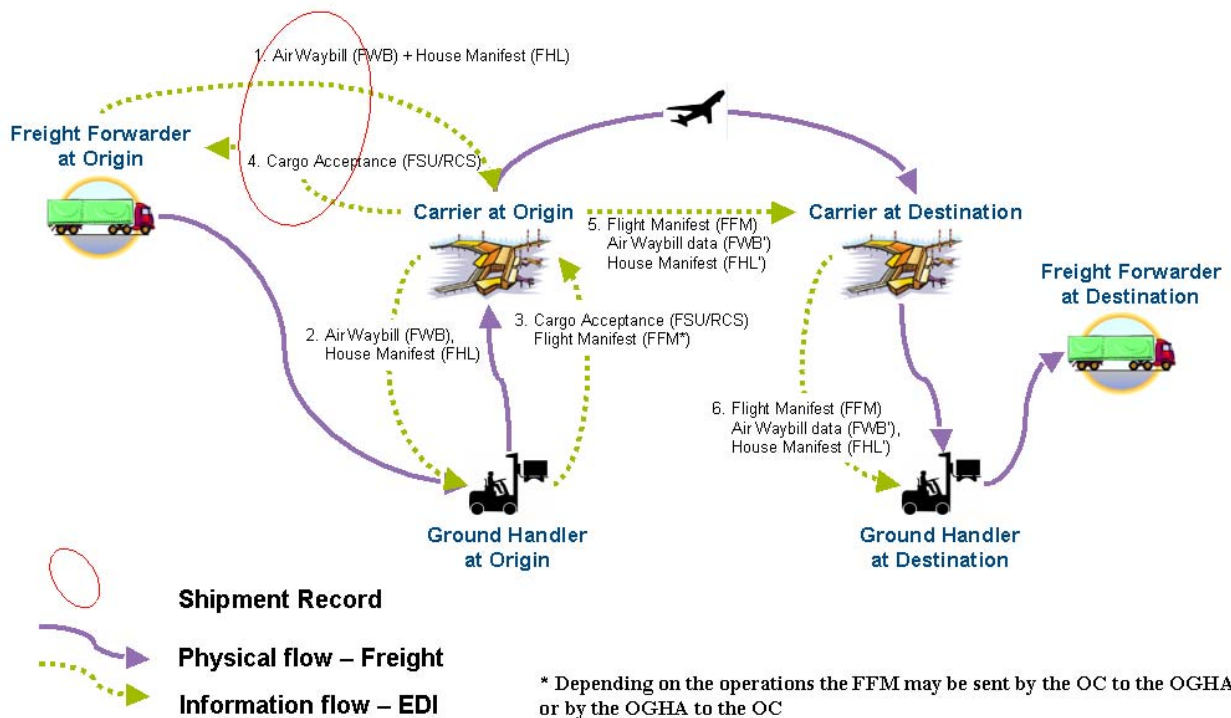 1. Air Waybill (FWB) + House Manifest (FHL)
Freight Forwarder
at Origin
4. Cargo Acceptance (FSU/RCS)
Carrier at Origin
Carrier at Destination
5. Flight Manifest (FFM)
Air Waybill data (FWB')
House Manifest (FHL')
Freight Forwarder
at Destination
2. Air Waybill (FWB),
House Manifest (FHL)
3. Cargo Acceptance (FSU/RCS)
Flight Manifest (FFM*)
6. Flight Manifest (FFM)
Air Waybill data (FWB'),
House Manifest (FHL')
Ground Handler
at Origin
Ground Handler
at Destination
Shipment Record
Physical flow – Freight
Information flow – EDI
* Depending on the operations the FFM may be sent by the OC to the OGHA
or by the OGHA to the OC